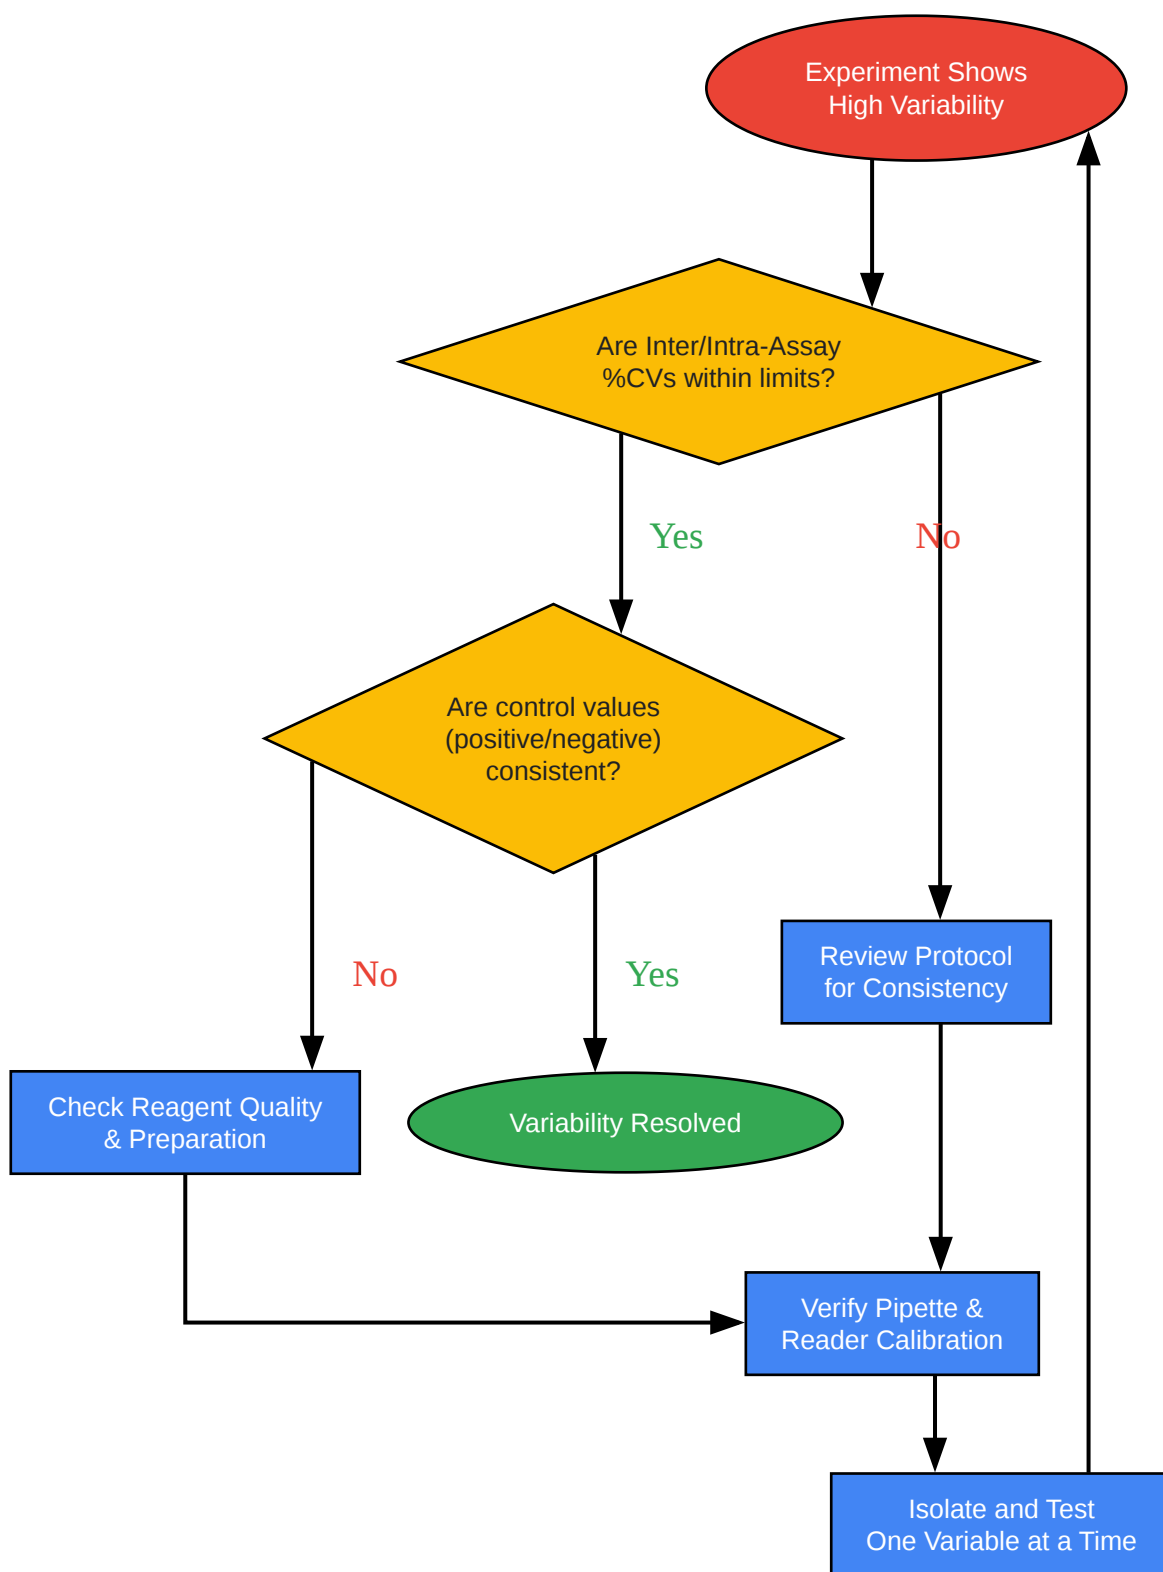 Experiment Shows
High Variability
Are Inter/Intra-Assay
%CVs within limits?
Yes
No
Are control values
(positive/negative)
consistent?
No
Yes
Review Protocol
for Consistency
Check Reagent Quality
& Preparation
Variability Resolved
Verify Pipette &
Reader Calibration
Isolate and Test
One Variable at a Time